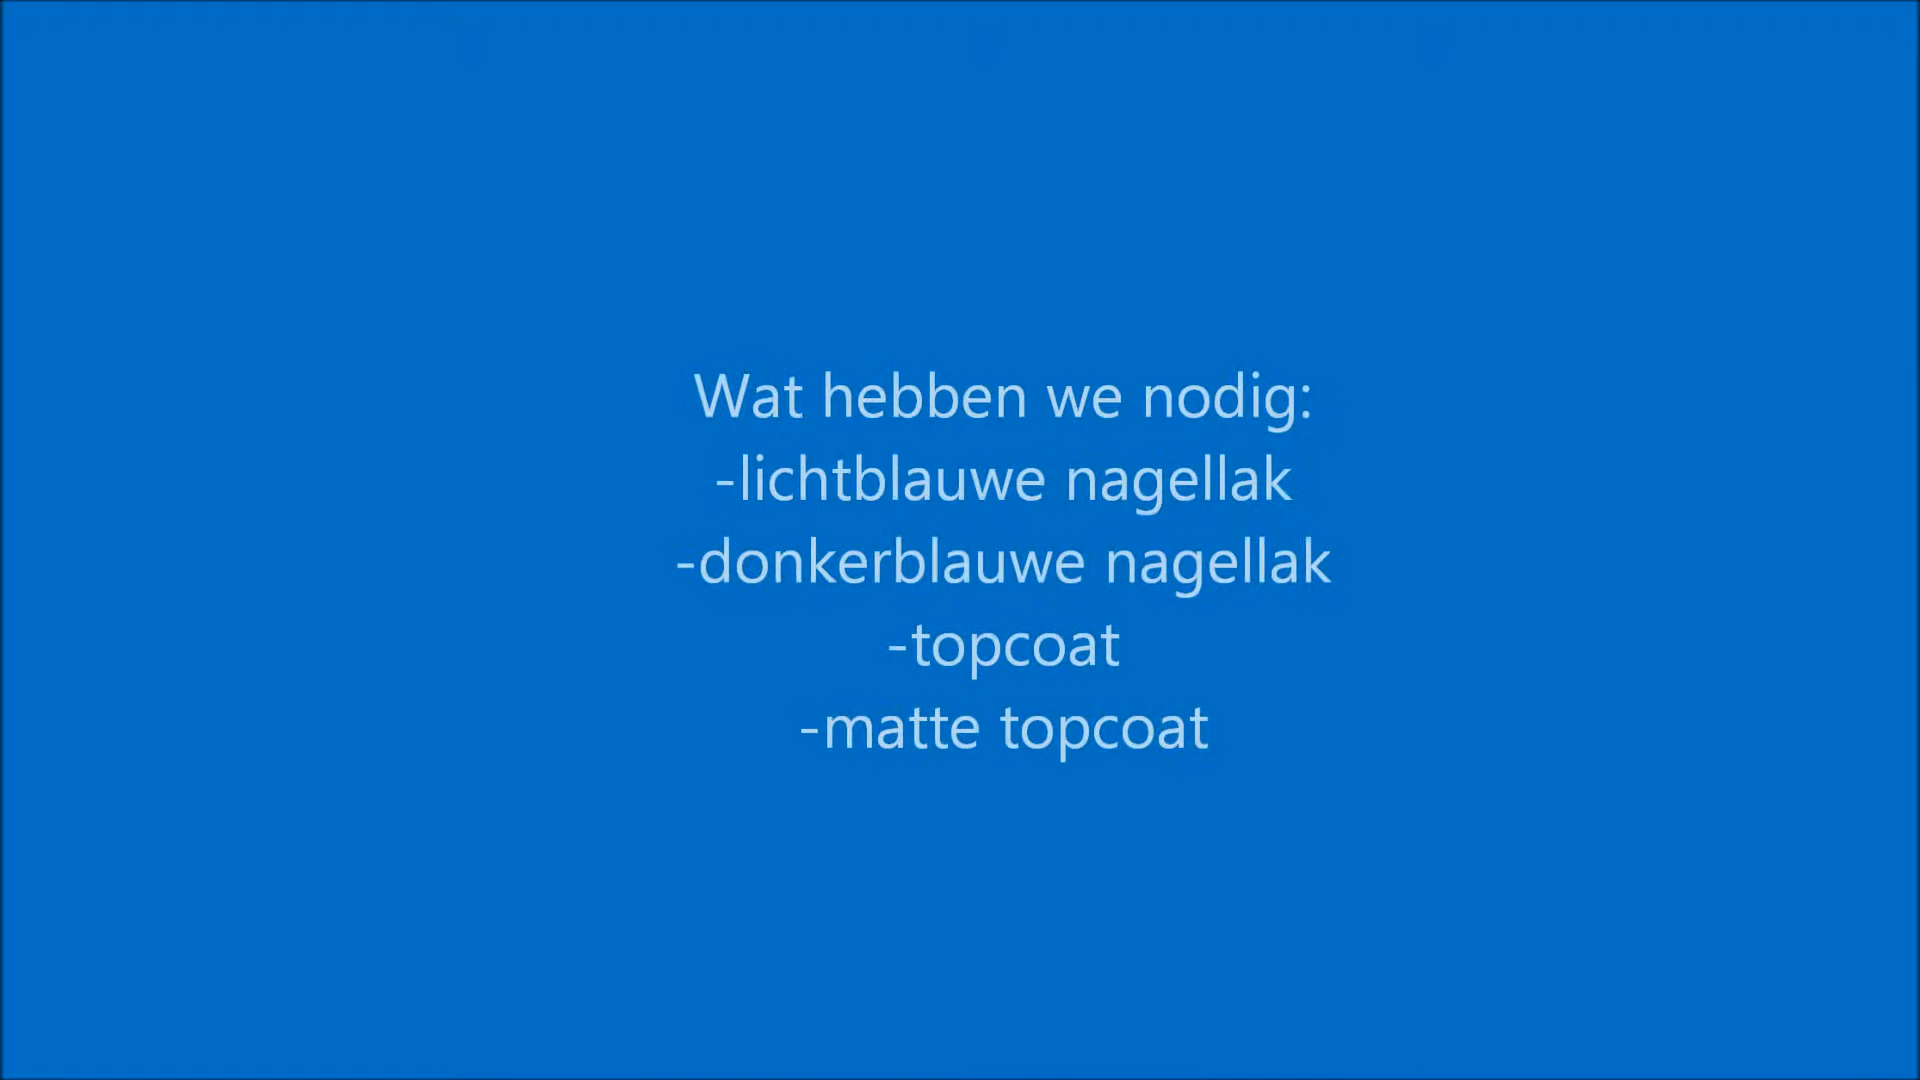 Wat hebben we nodig:
-lichtblauwe nagellak
-donkerblauwe nagellak
-topcoat
-matte topcoat